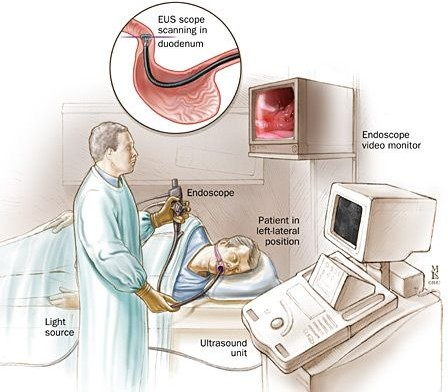 EUS scope
scanning in
duodenum
Endoscope
video monitor
Endoscope
Patient in
left-lateral
position
Light
source
Ultrasound
unit